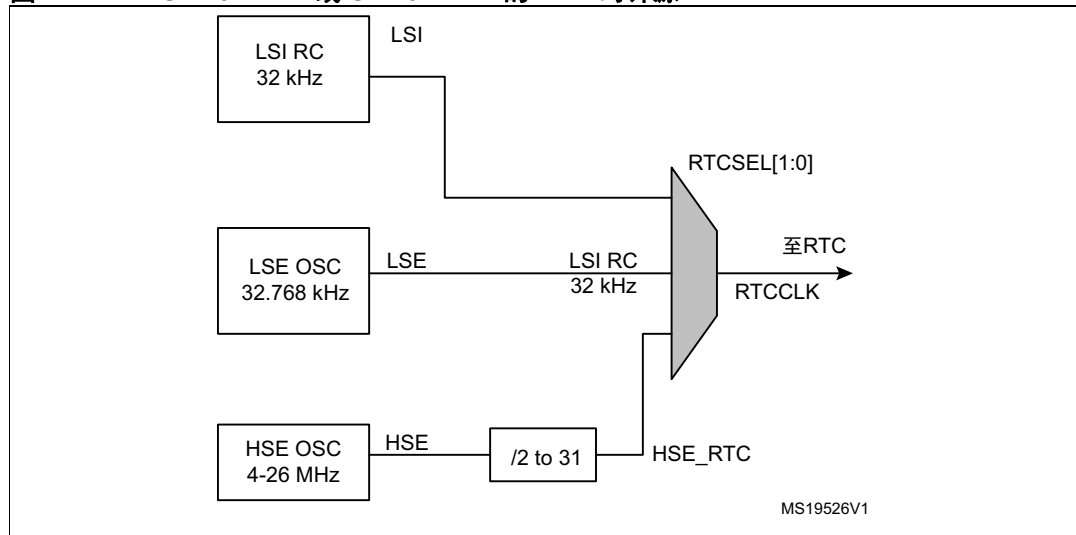 LSI RC
32 kHz
LSI
RTCSEL[1:0]
LSE OSC
32.768 kHz
LSE
LSI RC
32 kHz
至RTC
RTCCLK
HSE OSC
4-26 MHz
HSE
/2 to 31
HSE_RTC
MS19526V1